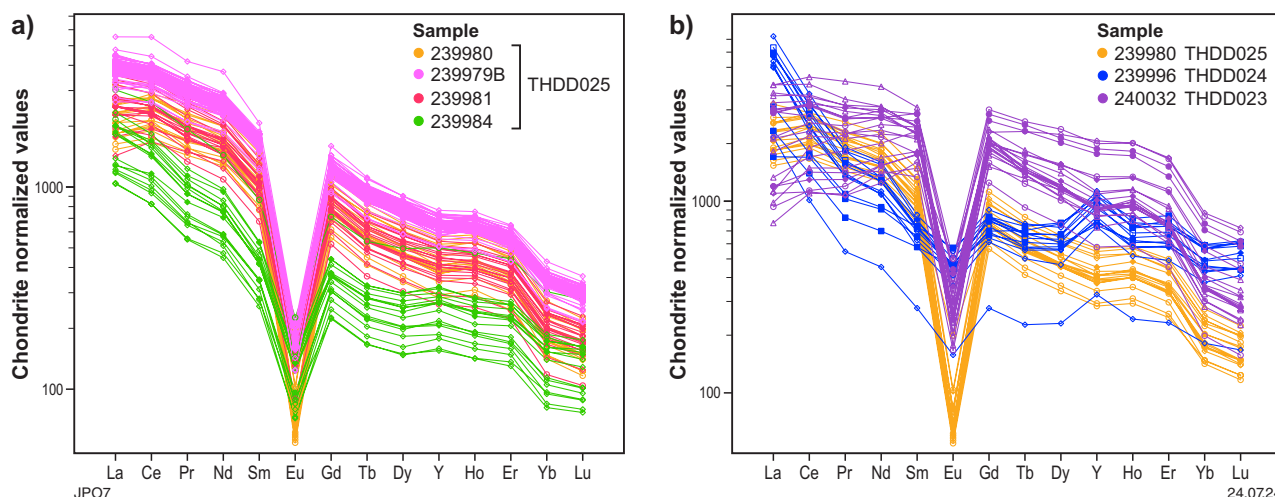 a)
Sample
239980
239979B
239981
239984
THDD025
Chondrite normalized values
1000
100
La Ce Pr Nd Sm Eu Gd Tb Dy Y Ho Er Yb Lu
JPO7
b)
Sample
239980 THDD025
239996 THDD024
240032 THDD023
Chondrite normalized values
1000
100
La Ce Pr Nd Sm Eu Gd Tb Dy Y Ho Er Yb Lu